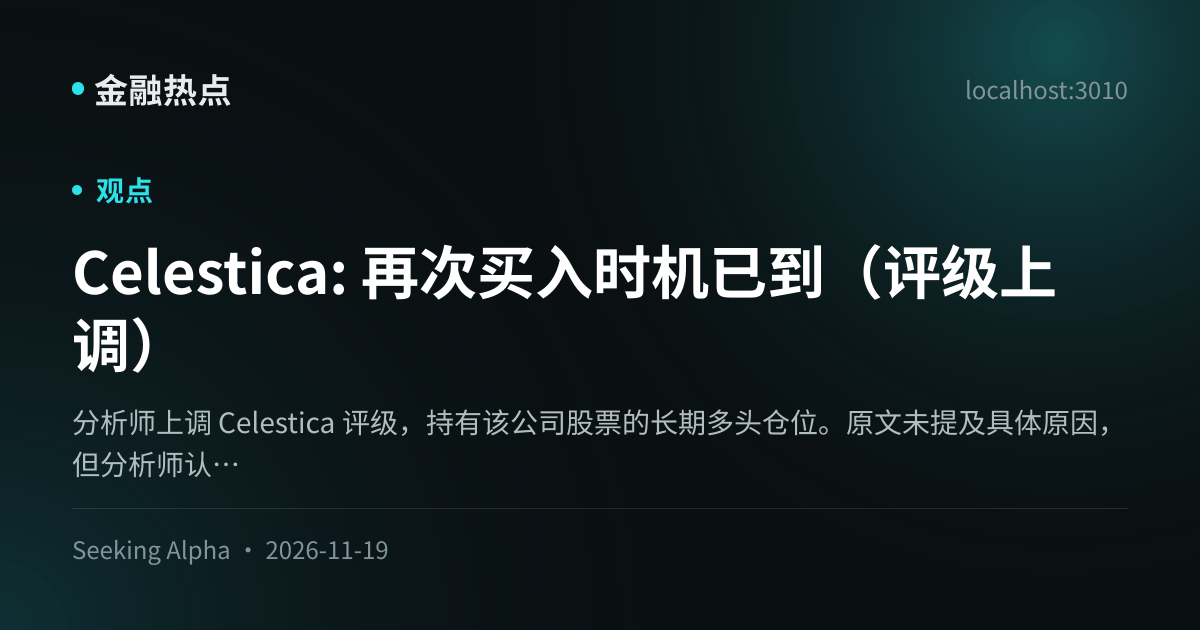 金融热点
localhost:3010
观点
Celestica: 再次买入时机已到（评级上
调）
分析师上调 Celestica 评级，持有该公司股票的长期多头仓位。原文未提及具体原因，
但分析师认…
Seeking Alpha · 2026-11-19